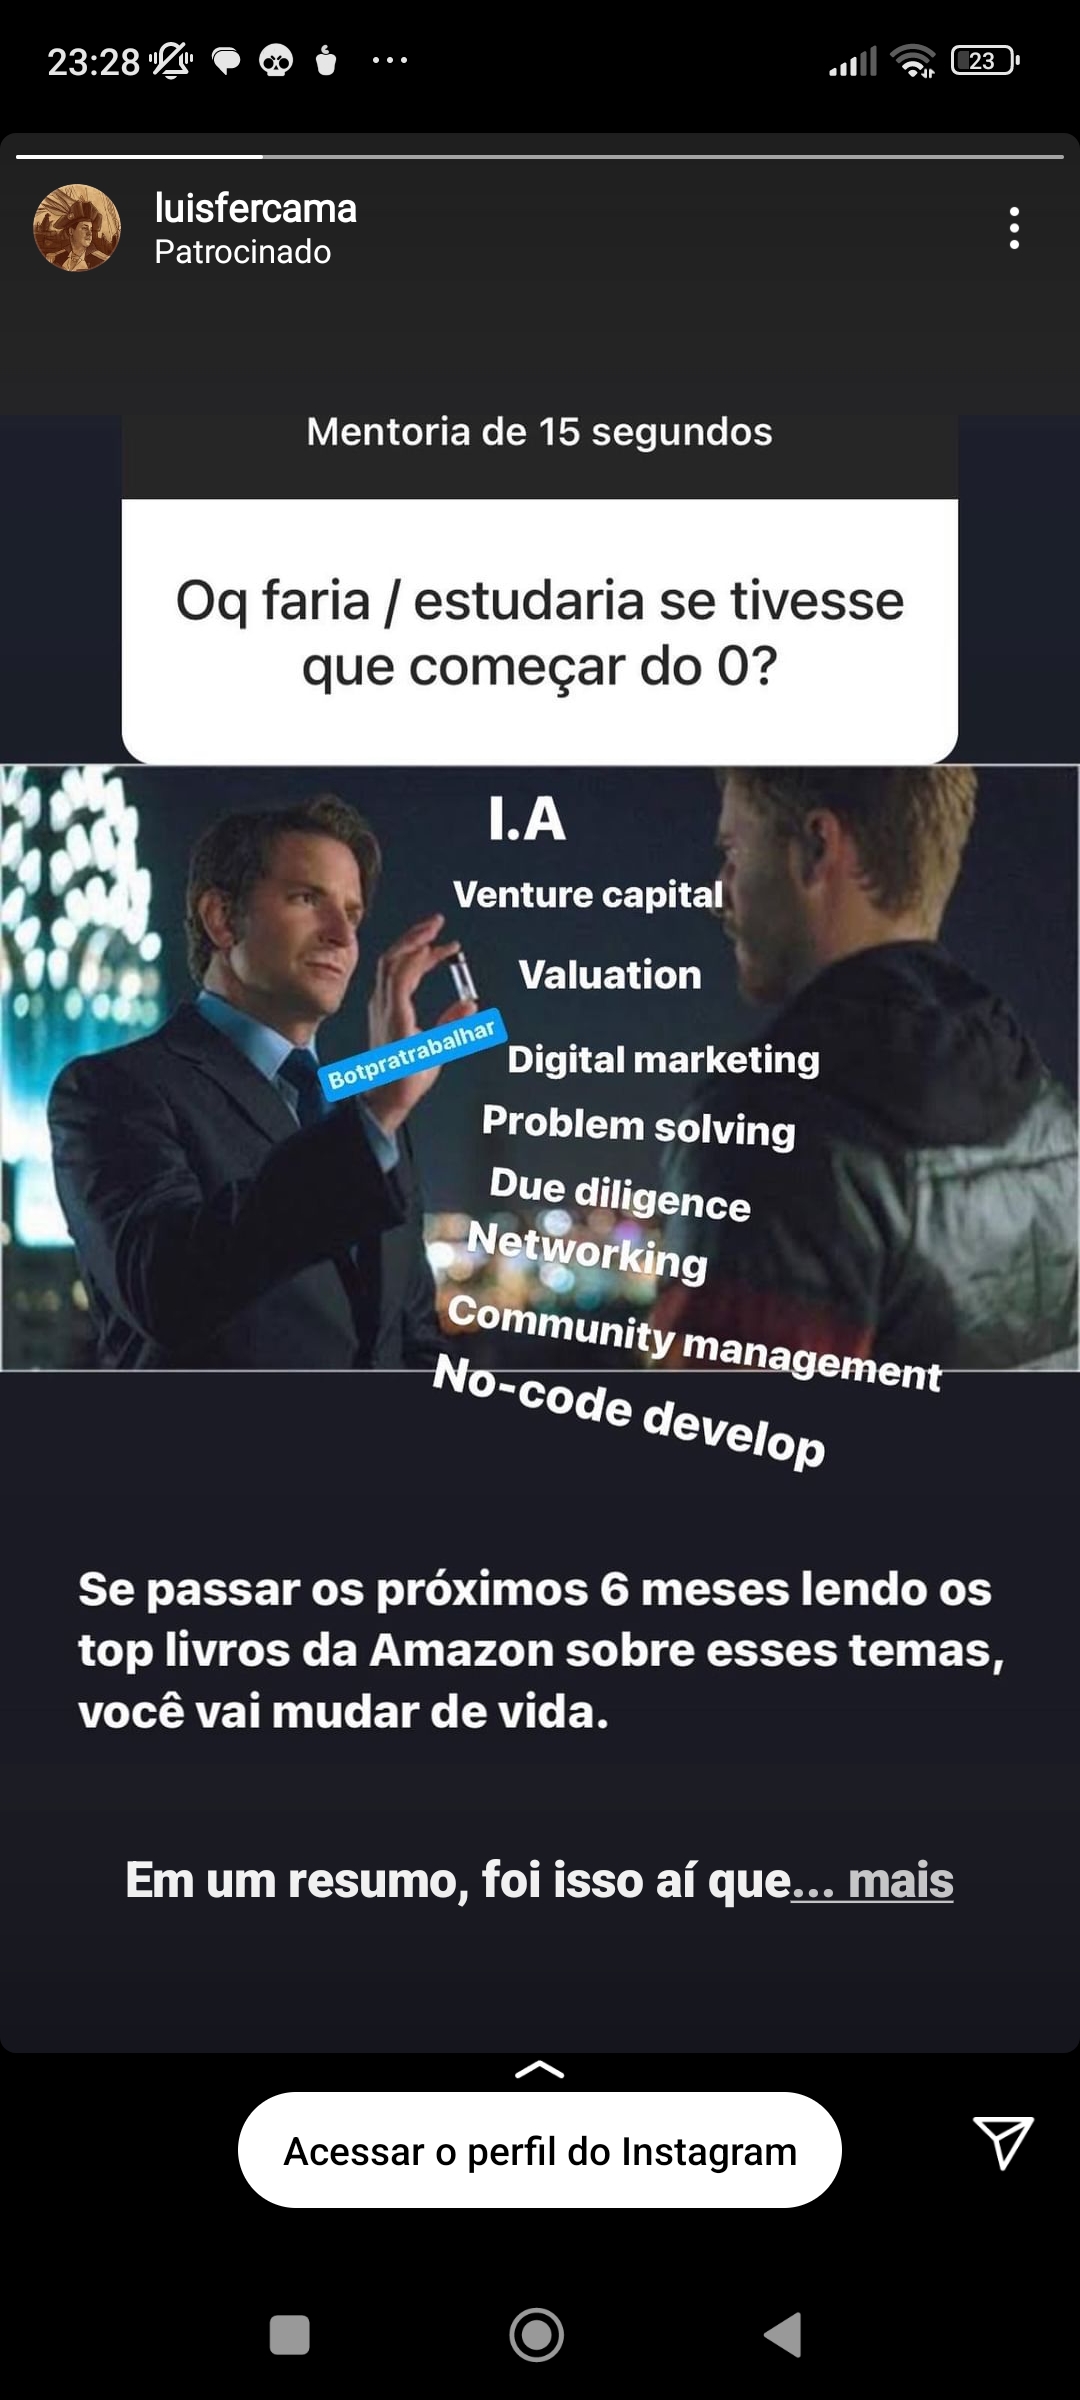 23:28
23
luisfercama
Patrocinado
Mentoria de 15 segundos
Oq faria / estudaria se tivesse
que começar do 0?
I.A
Venture capital
Valuation
Botpratrabalhar
Digital marketing
Problem solving
Due diligence
Networking
Community management
No-code develop
Se passar os próximos 6 meses lendo os
top livros da Amazon sobre esses temas,
você vai mudar de vida.
Em um resumo, foi isso aí que... mais
Acessar o perfil do Instagram